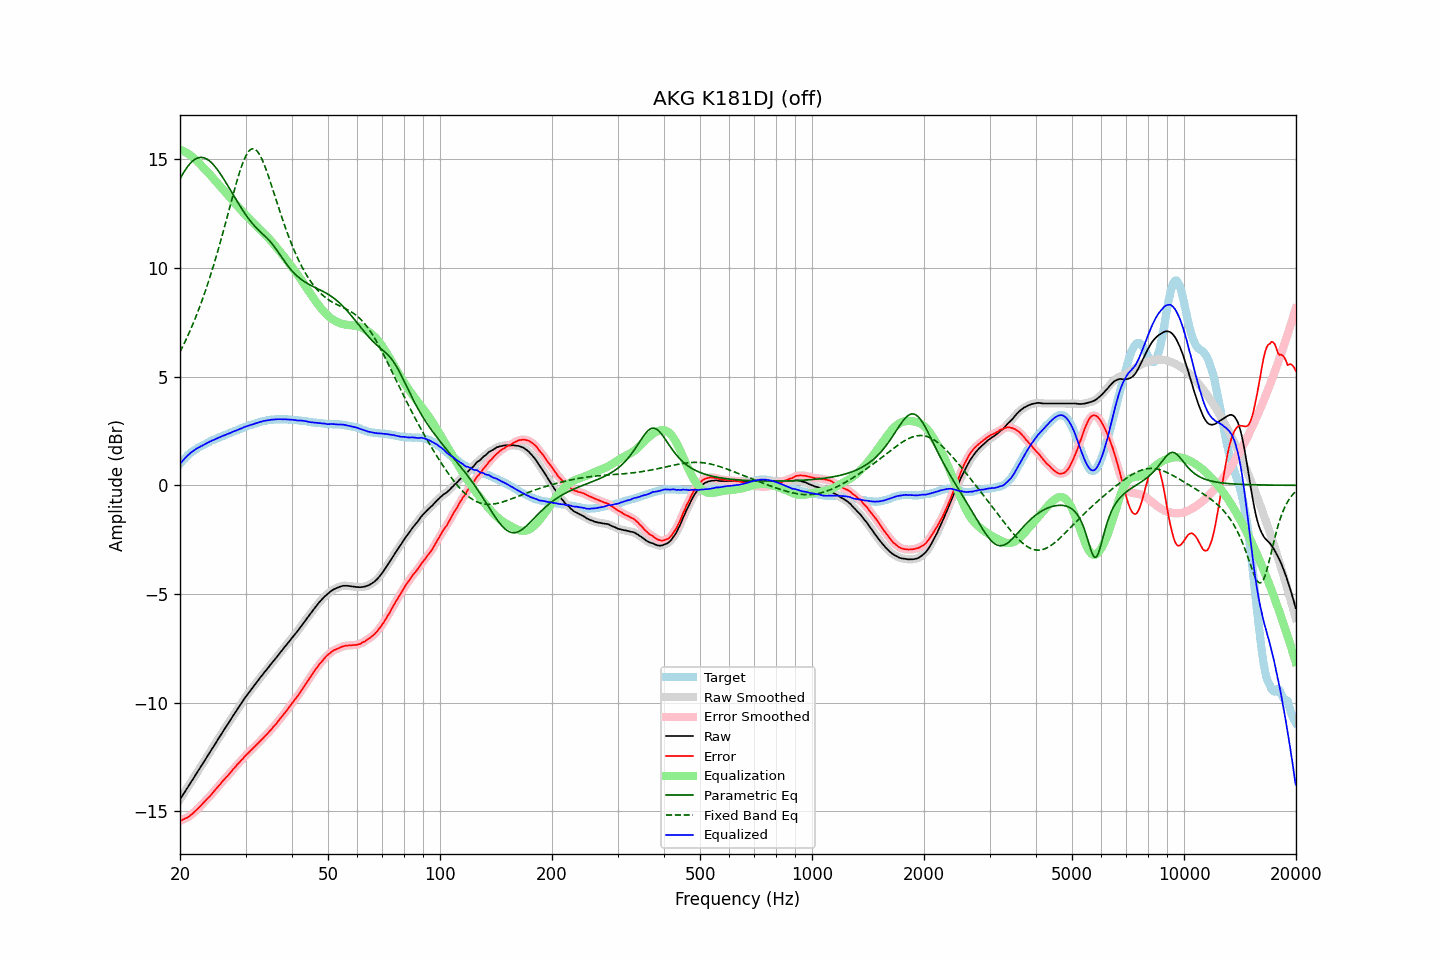 AKG K181DJ (off)
Amplitude (dBr)
15
10
5
0
−5
−10
−15
Target
Raw Smoothed
Error Smoothed
Raw
Error
Equalization
Parametric Eq
Fixed Band Eq
Equalized
20 50 100 200 500 1000 2000 5000 10000 20000
Frequency (Hz)